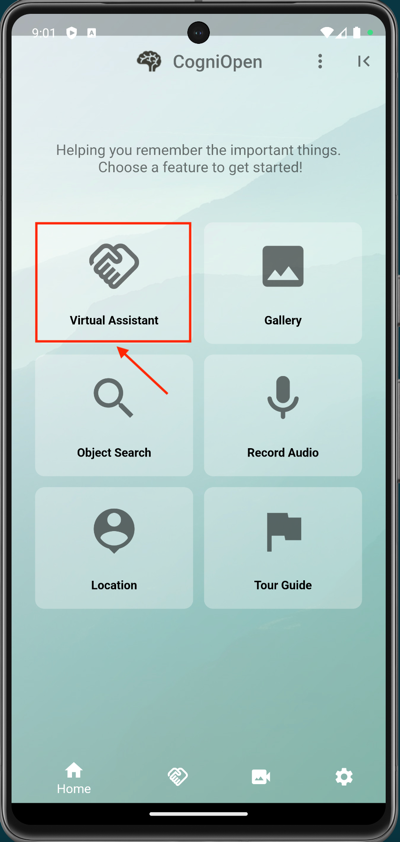 9:01
CogniOpen
Helping you remember the important things.
Choose a feature to get started!
Virtual Assistant
Gallery
Object Search
Record Audio
Location
Tour Guide
Home